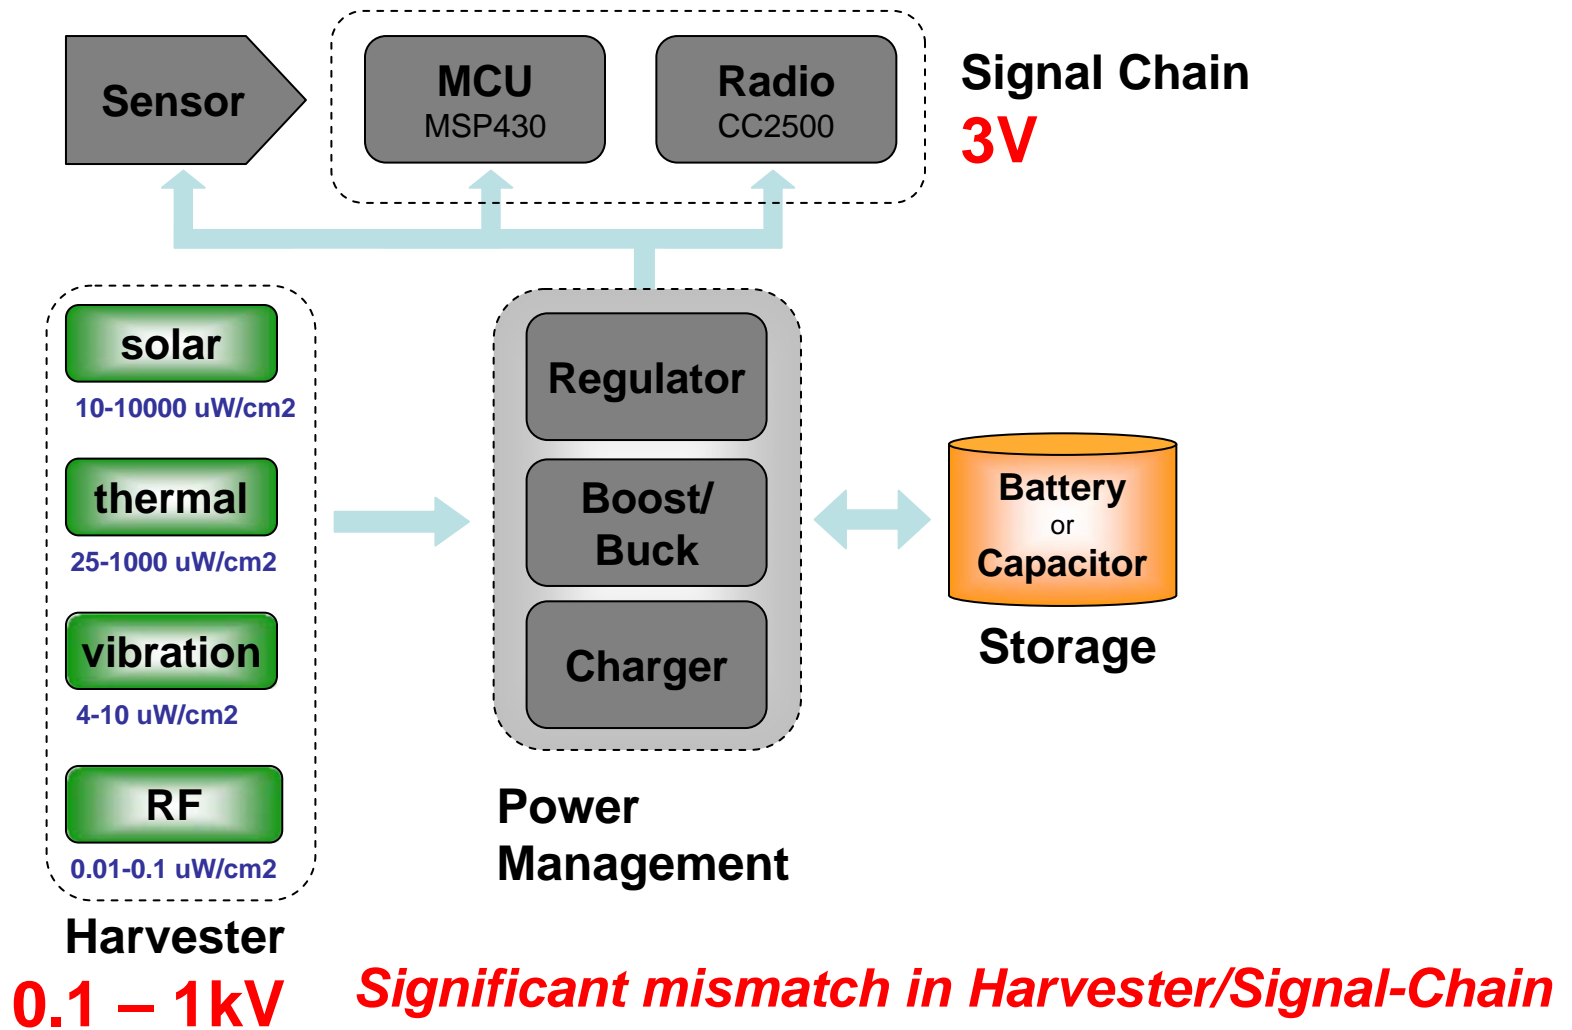 Sensor
MCU
MSP430
Radio
CC2500
Signal Chain
3V
solar
10-10000 uW/cm2
thermal
25-1000 uW/cm2
vibration
4-10 uW/cm2
RF
0.01-0.1 uW/cm2
Harvester
0.1 – 1kV
Regulator
Boost/
Buck
Charger
Power
Management
Battery
or
Capacitor
Storage
Significant mismatch in Harvester/Signal-Chain